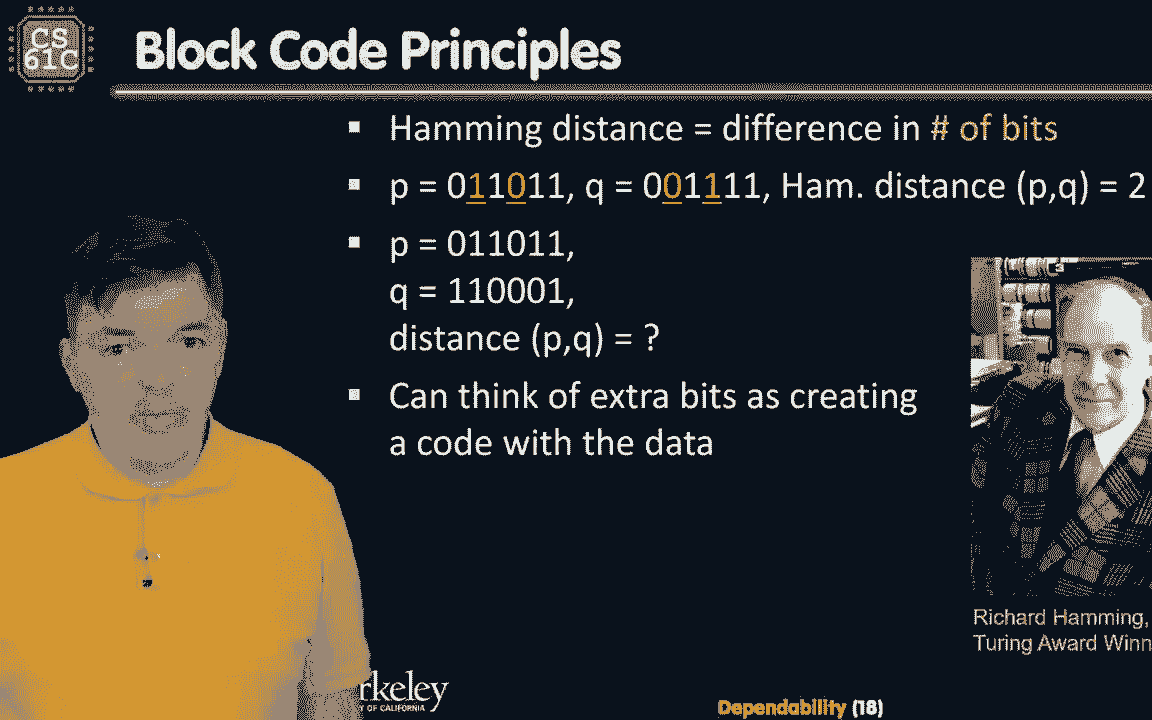 CS
61C
Block Code Principles
Hamming distance = difference in # of bits
p = 011011, q = 001111, Ham. distance (p,q) = 2
p = 011011,
q = 110001,
distance (p,q) = ?
Can think of extra bits as creating
a code with the data
Richard Hamming,
Turing Award Winn
rkeley
Y OF CALIFORNIA
Dependability (18)